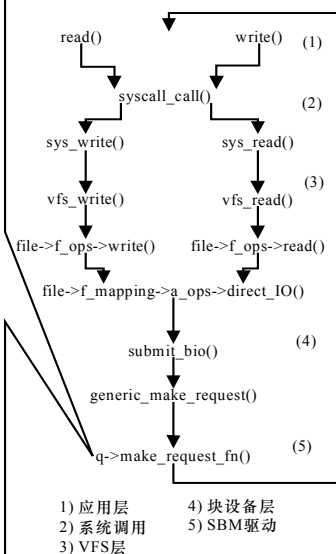 read() write() (1)
syscall_call() (2)
sys_write() sys_read()
(3)
vfs_write() vfs_read()
file->f_ops->write() file->f_ops->read()
file->f_mapping->a_ops->direct_IO()
(4)
submit_bio()
generic_make_request()
q->make_request_fn() (5)
1) 应用层 4) 块设备层
2) 系统调用 5) SBM驱动
3) VFS层